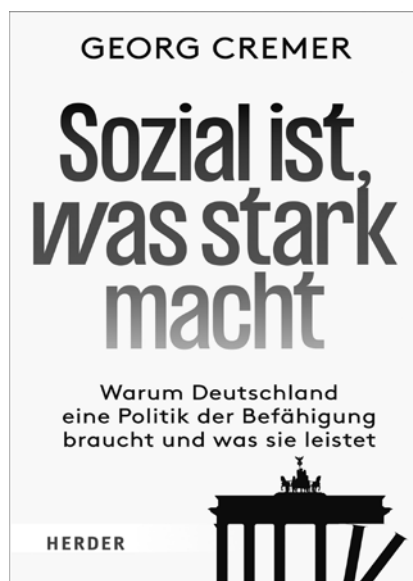 GEORG CREMER
Sozial ist,
was stark
macht
Warum Deutschland
eine Politik der Befähigung
braucht und was sie leistet
HERDER